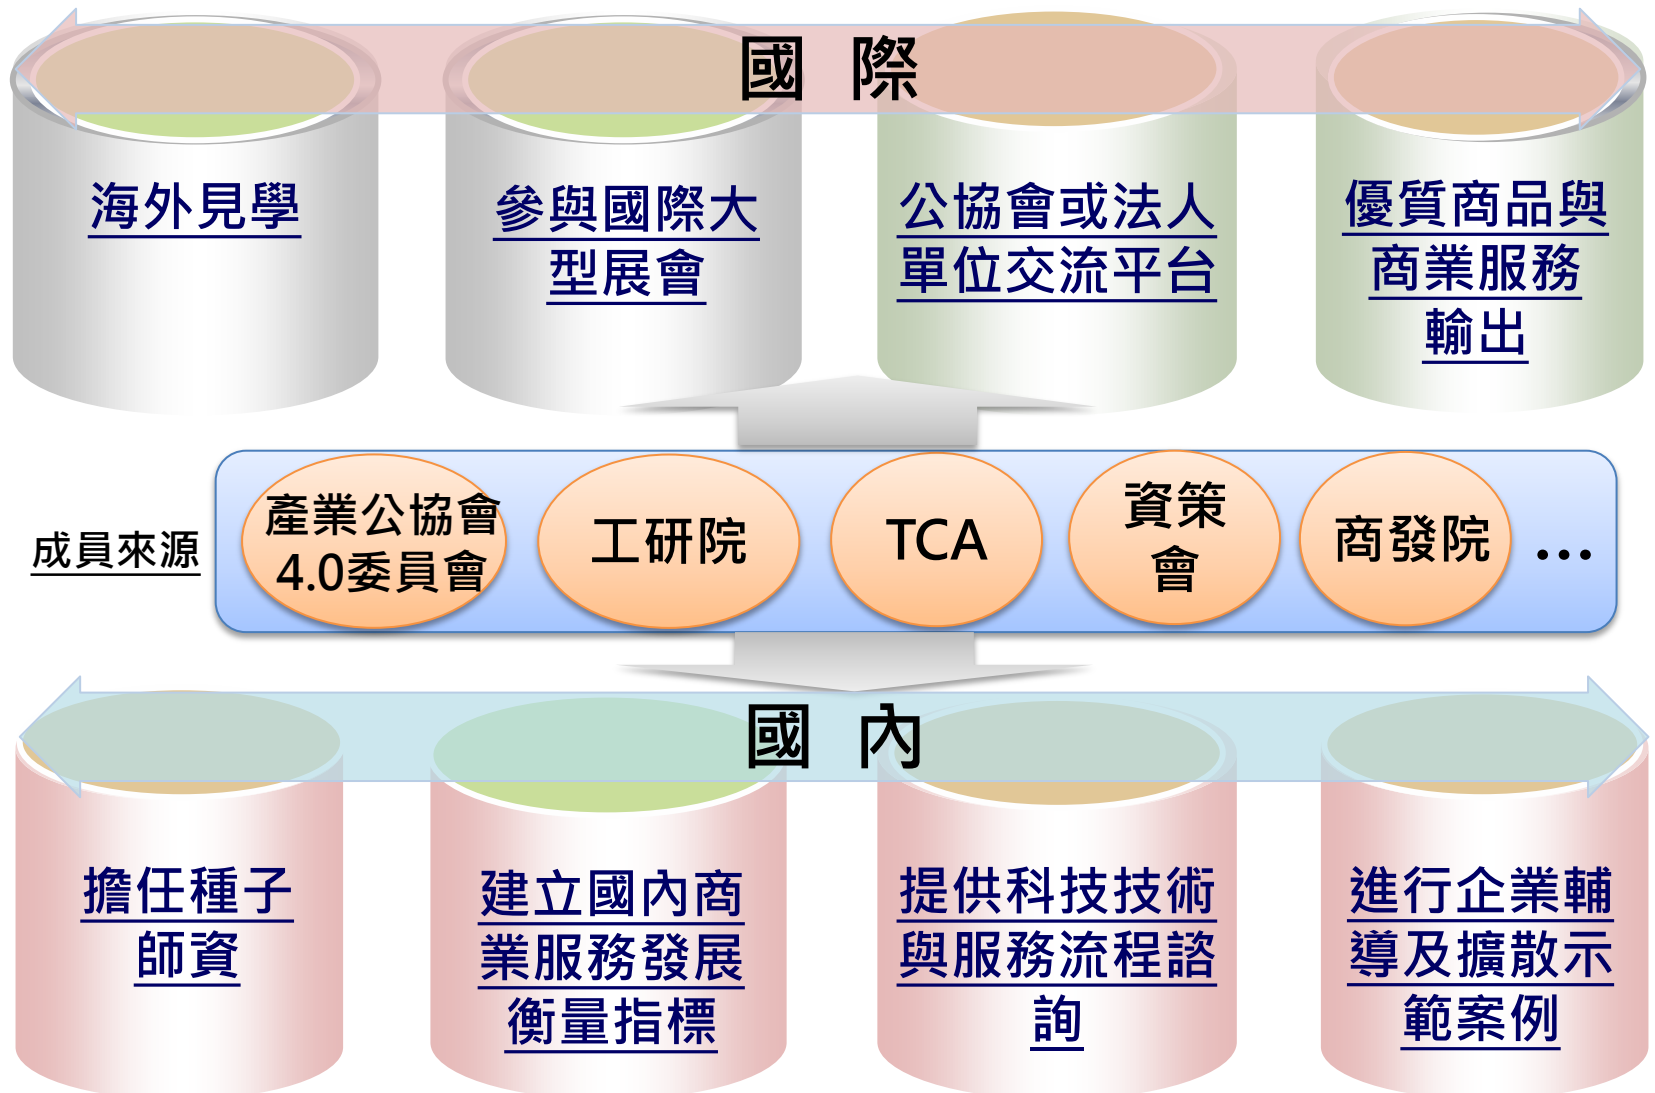 國 際
海外見學
參與國際大
型展會
公協會或法人
單位交流平台
優質商品與
商業服務
輸出
成員來源
產業公協會
4.0委員會
工研院
TCA
資策
會
商發院
...
國 內
擔任種子
師資
建立國內商
業服務發展
衡量指標
提供科技技術
與服務流程諮
詢
進行企業輔
導及擴散示
範案例